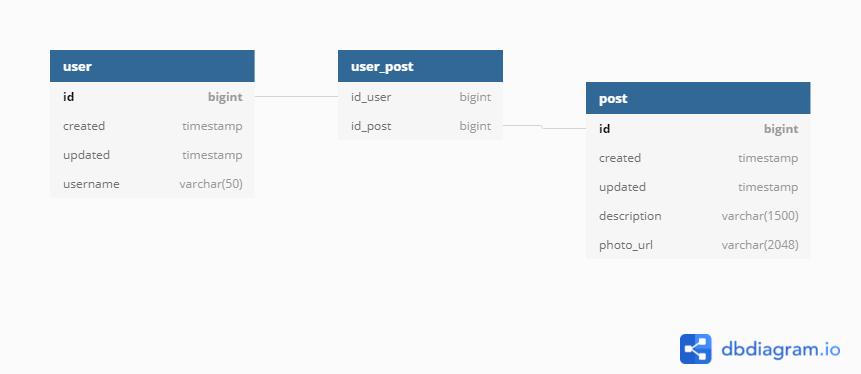 user
id bigint
created timestamp
updated timestamp
username varchar(50)
user_post
id_user bigint
id_post bigint
post
id bigint
created timestamp
updated timestamp
description varchar(1500)
photo_url varchar(2048)
dbdiagram.io